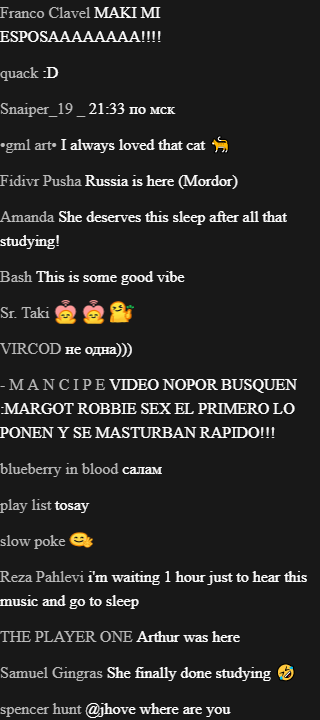 Franco Clavel MAKI MI
ESPOSAAAAAAAA!!!!
quack :D
Snaiper_19 _ 21:33 по мск
•gml art• I always loved that cat 🐈
Fidivr Pusha Russia is here (Mordor)
Amanda She deserves this sleep after all that
studying!
Bash This is some good vibe
Sr. Taki
VIRCOD не одна)))
- M A N C I P E VIDEO NOPOR BUSQUEN
:MARGOT ROBBIE SEX EL PRIMERO LO
PONEN Y SE MASTURBAN RAPIDO!!!
blueberry in blood салам
play list tosay
slow poke
Reza Pahlevi i'm waiting 1 hour just to hear this
music and go to sleep
THE PLAYER ONE Arthur was here
Samuel Gingras She finally done studying 🤣
spencer hunt @jhove where are you